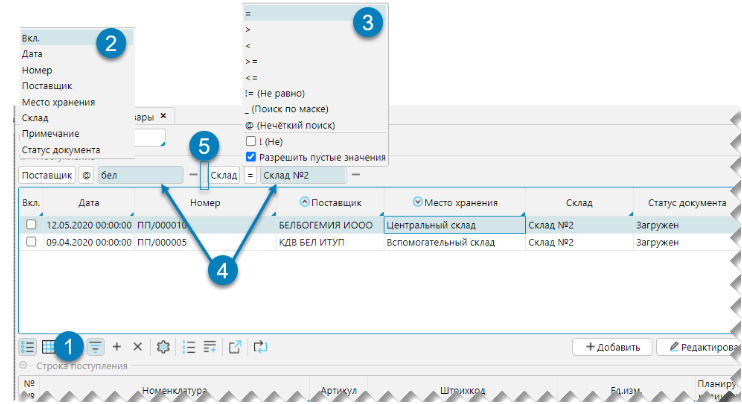 Вкл.
Дата
Номер
Поставщик
Место хранения
Склад
Примечание
Статус документа
2
=
>
<
>=
<=
!= (Не равно)
_ (Поиск по маске)
@ (Нечёткий поиск)
! (Не)
Разрешить пустые значения
3
вары ×
5
Поставщик @ бел — Склад = Склад №2 —
Вкл. Дата Номер Поставщик Место хранения Склад Статус документа
12.05.2020 00:00:00 ПП/000010 БЕЛБОГЕМИЯ ИООО Центральный склад Склад №2 Загружен
09.04.2020 00:00:00 ПП/000005 КДВ БЕЛ ИТУП Вспомогательный склад Склад №2 Загружен
4
1
+ Добавить Редактирова
Строка поступления
№ Номенклатура Артикул Штрихкод Ед.изм. Планиру